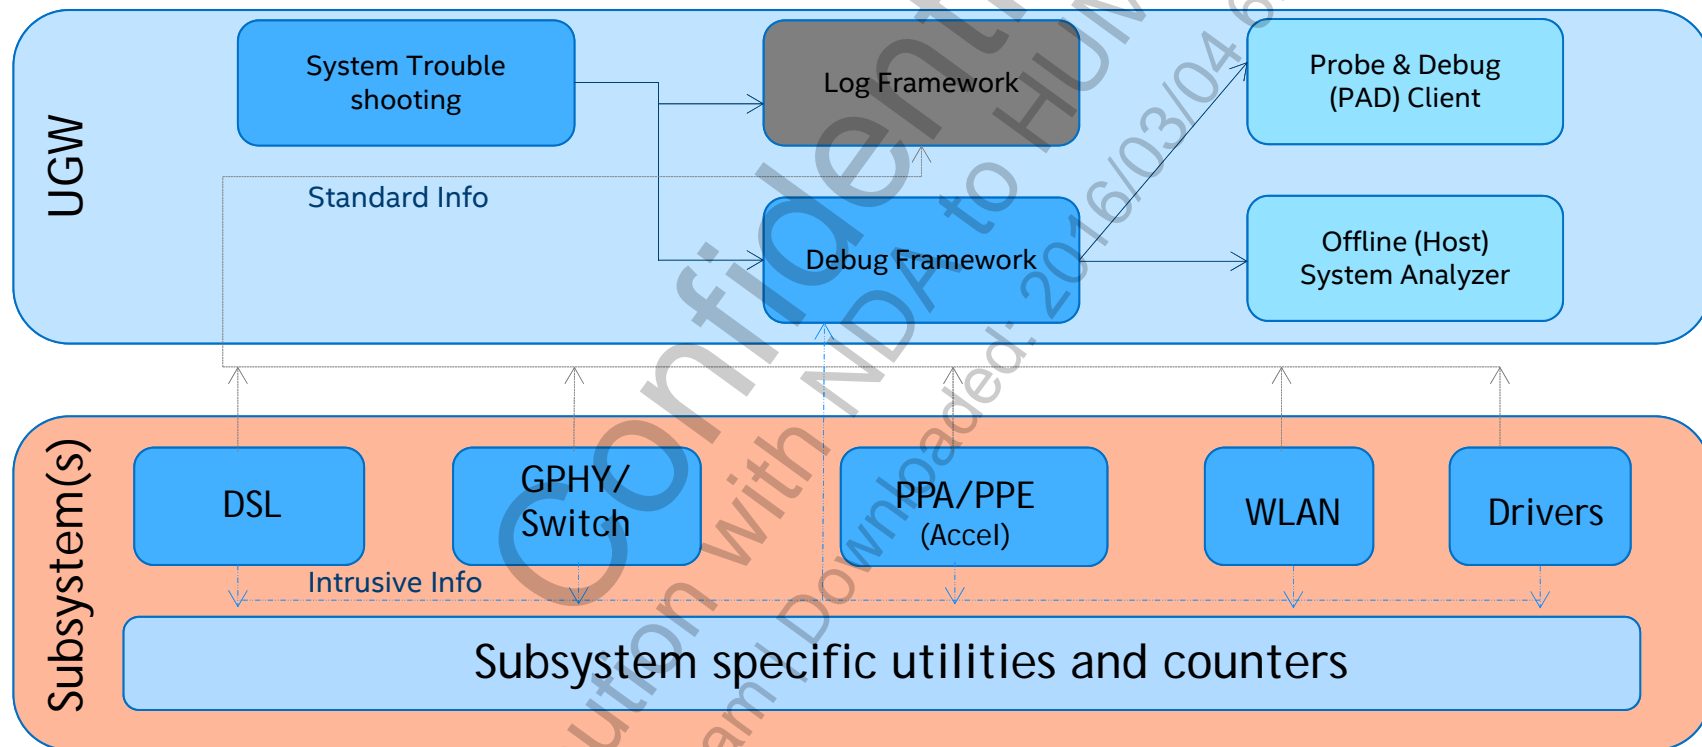 System Trouble
shooting
Log Framework
Probe & Debug
(PAD) Client
UGW
Standard Info
Debug Framework
Offline (Host)
System Analyzer
Subsystem(s)
DSL
GPHY/
Switch
PPA/PPE
(Accel)
WLAN
Drivers
Intrusive Info
Subsystem specific utilities and counters
Confident
with NDA to HUM
Downloaded: 2016/03/04